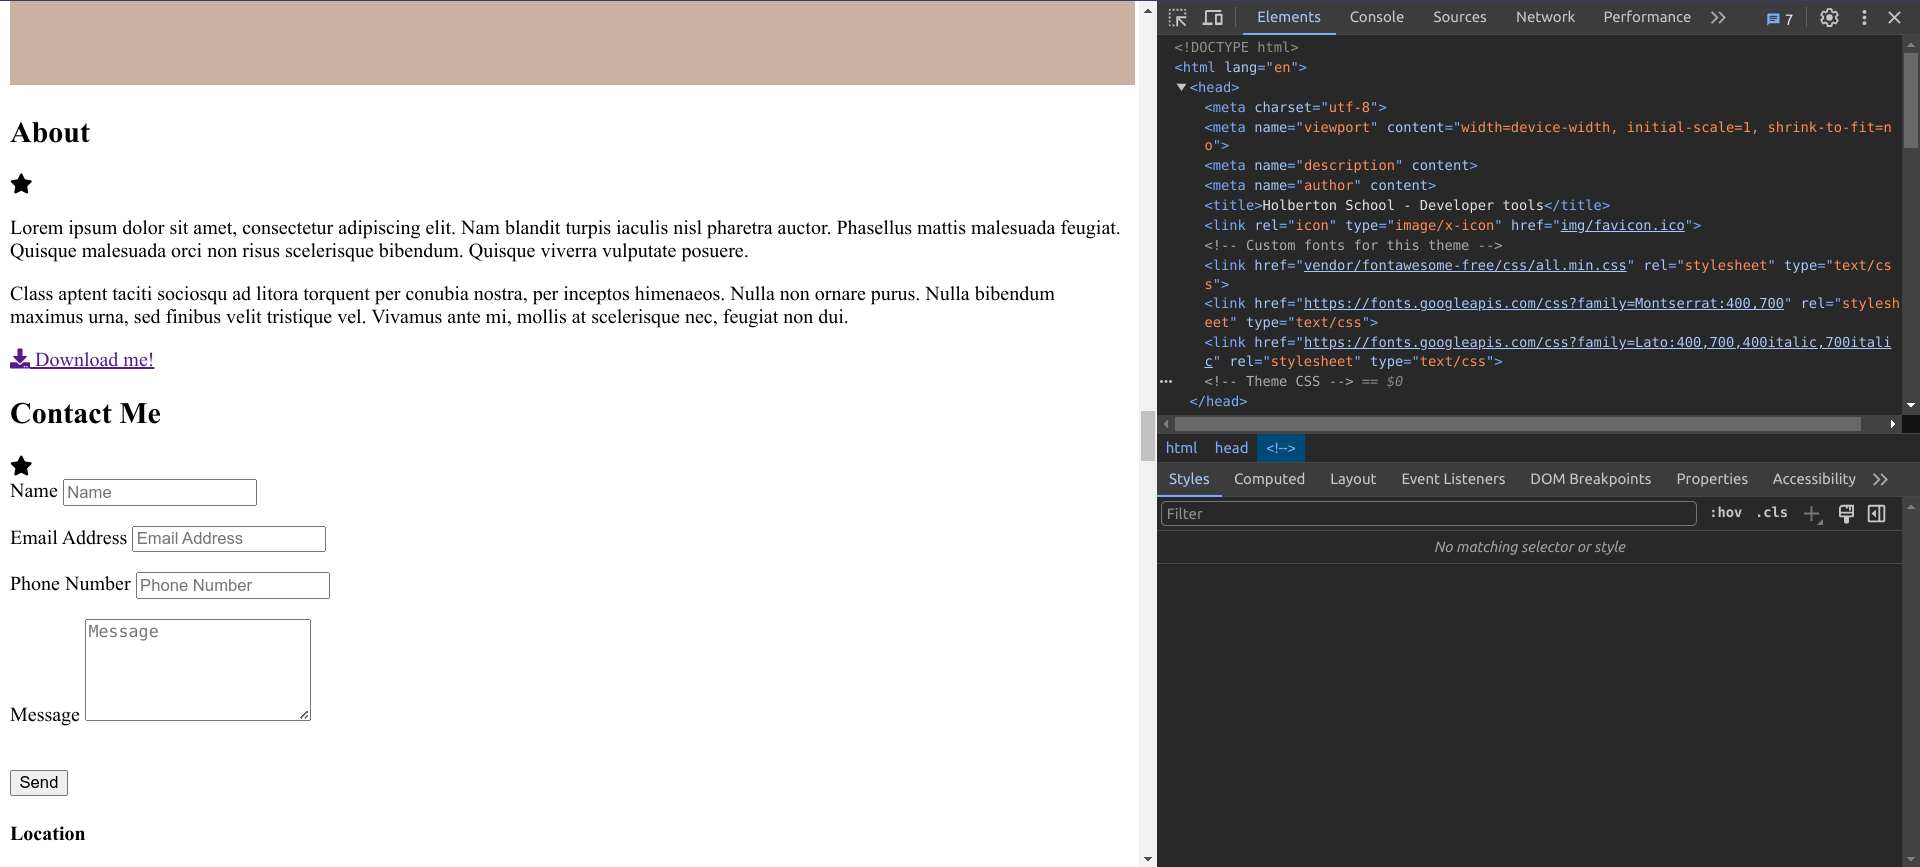 About
Lorem ipsum dolor sit amet, consectetur adipiscing elit. Nam blandit turpis iaculis nisl pharetra auctor. Phasellus mattis malesuada feugiat.
Quisque malesuada orci non risus scelerisque bibendum. Quisque viverra vulputate posuere.
Class aptent taciti sociosqu ad litora torquent per conubia nostra, per inceptos himenaeos. Nulla non ornare purus. Nulla bibendum
maximus urna, sed finibus velit tristique vel. Vivamus ante mi, mollis at scelerisque nec, feugiat non dui.
Download me!
Contact Me
Name Name
Email Address Email Address
Phone Number Phone Number
Message
Message
Send
Location
Elements Console Sources Network Performance 7
<!DOCTYPE html>
<html lang="en">
<head>
<meta charset="utf-8">
<meta name="viewport" content="width=device-width, initial-scale=1, shrink-to-fit=n
o">
<meta name="description" content>
<meta name="author" content>
<title>Holberton School - Developer tools</title>
<link rel="icon" type="image/x-icon" href="img/favicon.ico">
<!-- Custom fonts for this theme -->
<link href="vendor/fontawesome-free/css/all.min.css" rel="stylesheet" type="text/cs
s">
<link href="https://fonts.googleapis.com/css?family=Montserrat:400,700" rel="stylesh
eet" type="text/css">
<link href="https://fonts.googleapis.com/css?family=Lato:400,700,400italic,700itali
c" rel="stylesheet" type="text/css">
<!-- Theme CSS --> == $0
</head>
html head <!-->
Styles Computed Layout Event Listeners DOM Breakpoints Properties Accessibility
Filter :hov .cls
No matching selector or style